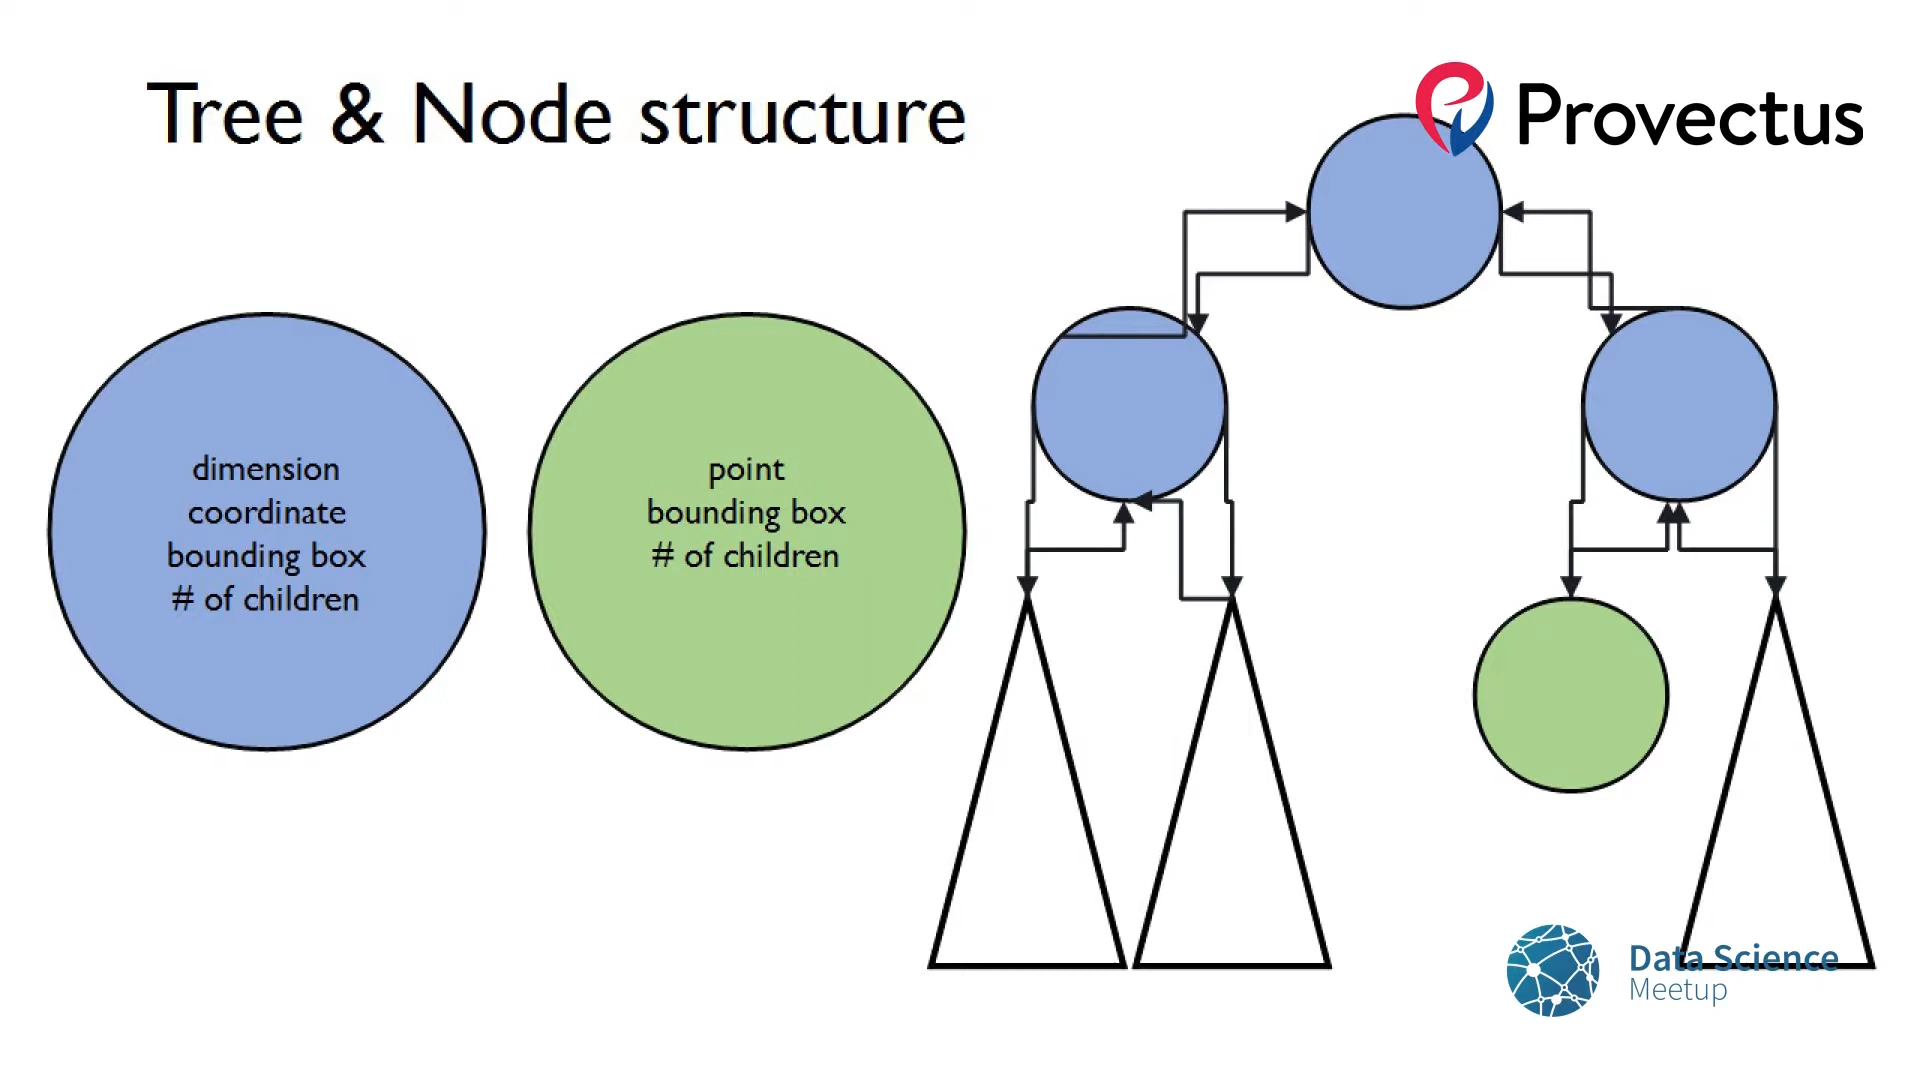 Tree & Node structure
Provectus
dimension
coordinate
bounding box
# of children
point
bounding box
# of children
Data Science
Meetup